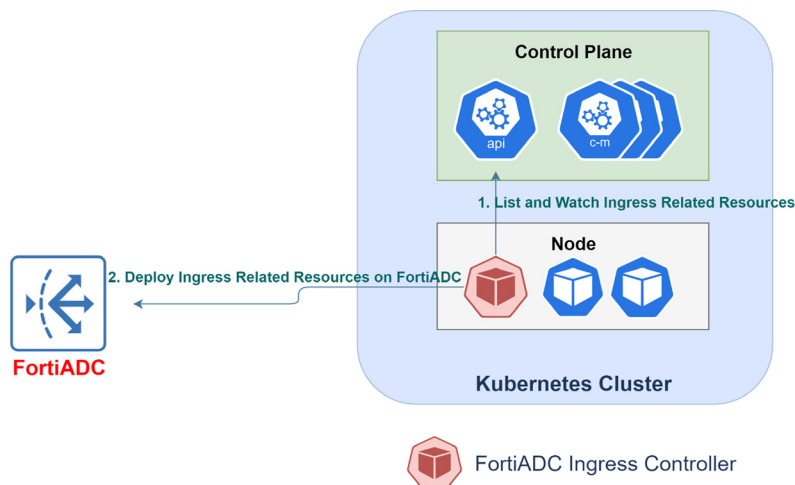 Control Plane
api
c-m
1. List and Watch Ingress Related Resources
Node
2. Deploy Ingress Related Resources on FortiADC
FortiADC
Kubernetes Cluster
FortiADC Ingress Controller